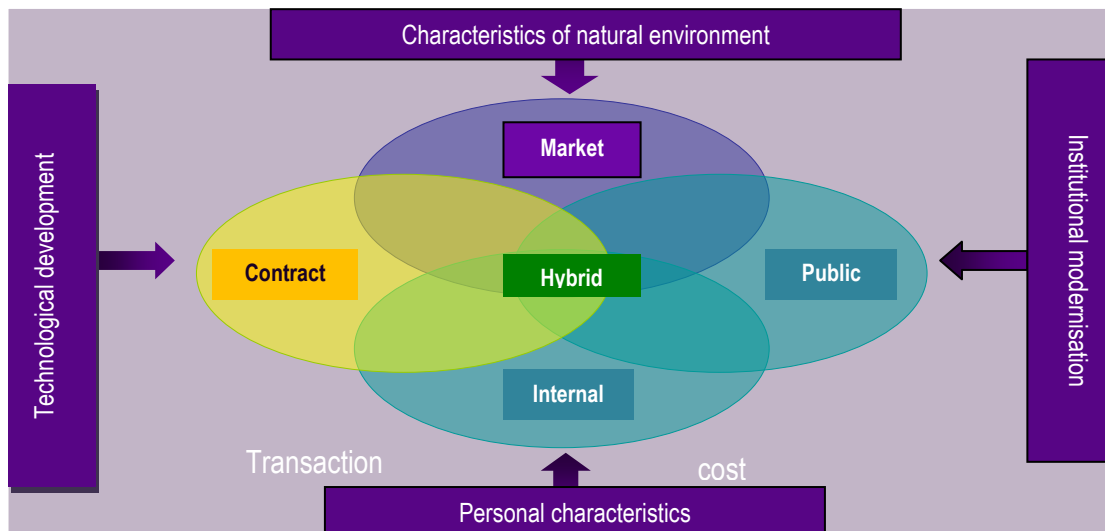 Characteristics of natural environment
Technological development
Institutional modernisation
Market
Contract
Hybrid
Public
Internal
Transaction cost
Personal characteristics